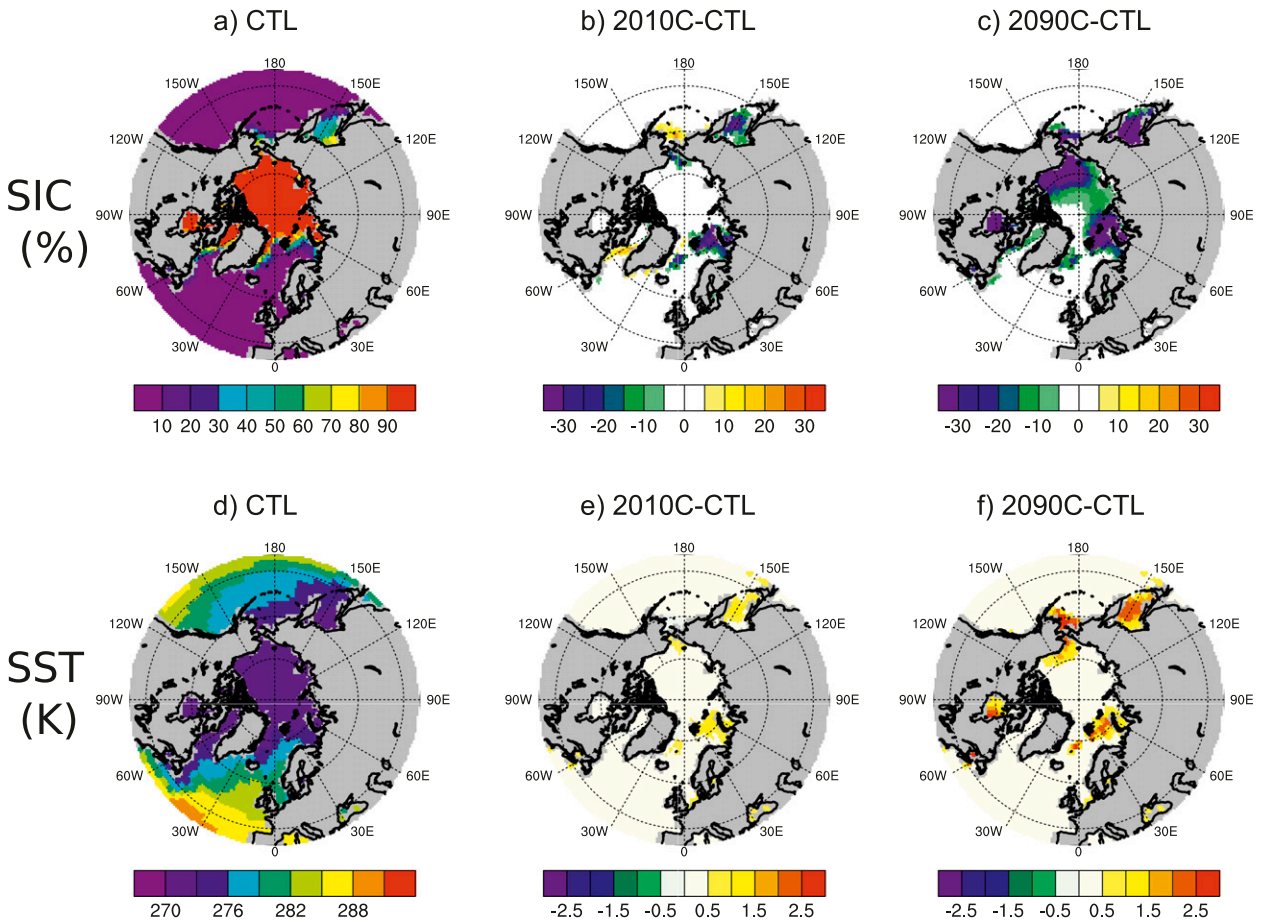 a) CTL
b) 2010C-CTL
c) 2090C-CTL
SIC
(%)
180
150W
150E
120W
120E
90W
90E
60W
60E
30W
30E
0
180
150W
150E
120W
120E
90W
90E
60W
60E
30W
30E
0
180
150W
150E
120W
120E
90W
90E
60W
60E
30W
30E
0
10 20 30 40 50 60 70 80 90
-30 -20 -10 0 10 20 30
-30 -20 -10 0 10 20 30
d) CTL
e) 2010C-CTL
f) 2090C-CTL
SST
(K)
180
150W
150E
120W
120E
90W
90E
60W
60E
30W
30E
0
180
150W
150E
120W
120E
90W
90E
60W
60E
30W
30E
0
180
150W
150E
120W
120E
90W
90E
60W
60E
30W
30E
0
270 276 282 288
-2.5 -1.5 -0.5 0.5 1.5 2.5
-2.5 -1.5 -0.5 0.5 1.5 2.5